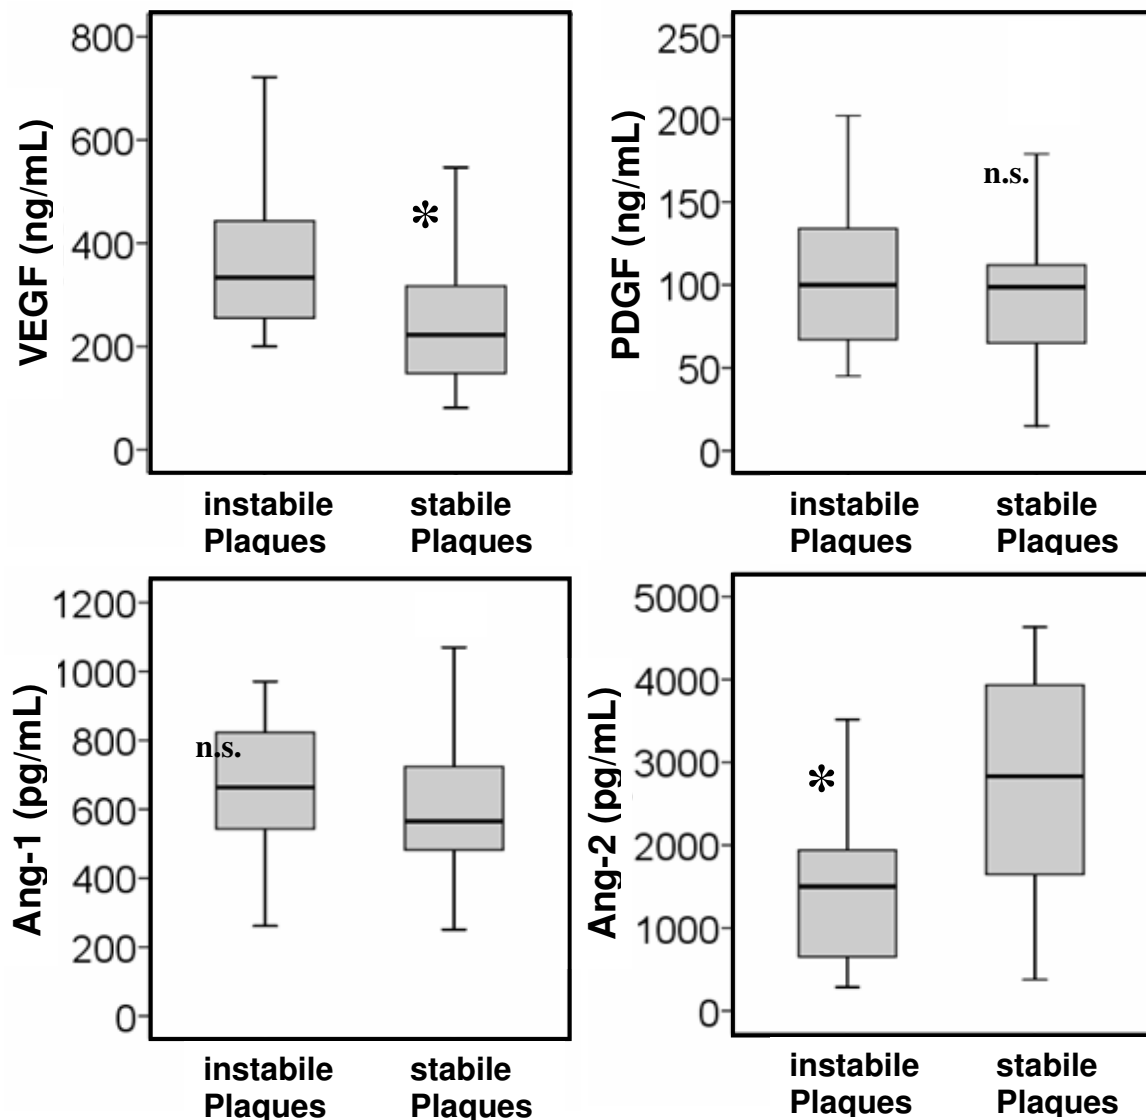 VEGF (ng/mL)
800
600
400
200
0
*
instabile
Plaques
stabile
Plaques
PDGF (ng/mL)
250
200
150
100
50
0
n.s.
instabile
Plaques
stabile
Plaques
Ang-1 (pg/mL)
1200
1000
800
600
400
200
0
n.s.
instabile
Plaques
stabile
Plaques
Ang-2 (pg/mL)
5000
4000
3000
2000
1000
0
*
instabile
Plaques
stabile
Plaques